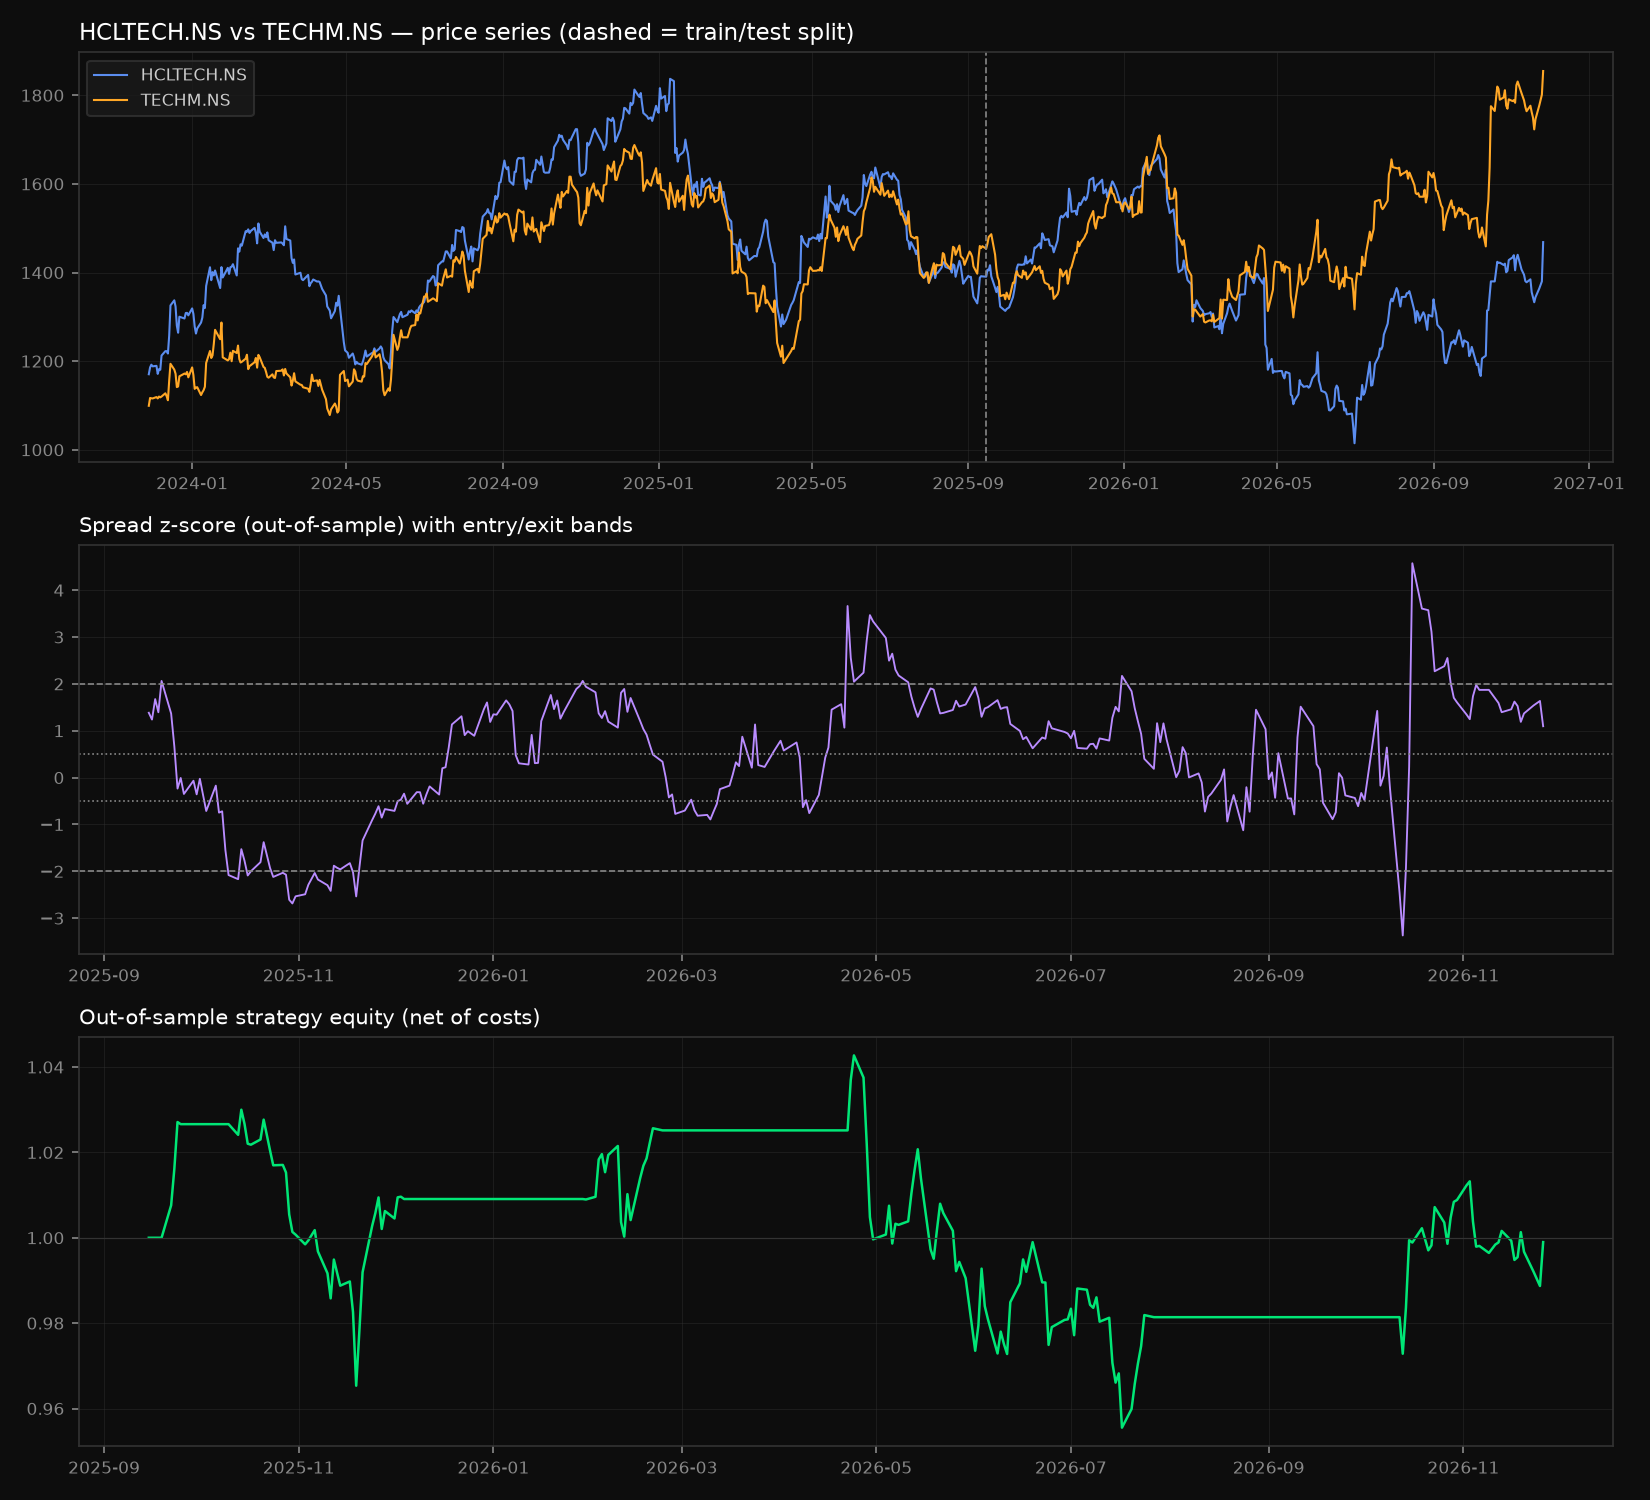 HCLTECH.NS vs TECHM.NS — price series (dashed = train/test split)
HCLTECH.NS
TECHM.NS
1800
1600
1400
1200
1000
2024-01 2024-05 2024-09 2025-01 2025-05 2025-09 2026-01 2026-05 2026-09 2027-01
Spread z-score (out-of-sample) with entry/exit bands
4
3
2
1
0
−1
−2
−3
2025-09 2025-11 2026-01 2026-03 2026-05 2026-07 2026-09 2026-11
Out-of-sample strategy equity (net of costs)
1.04
1.02
1.00
0.98
0.96
2025-09 2025-11 2026-01 2026-03 2026-05 2026-07 2026-09 2026-11